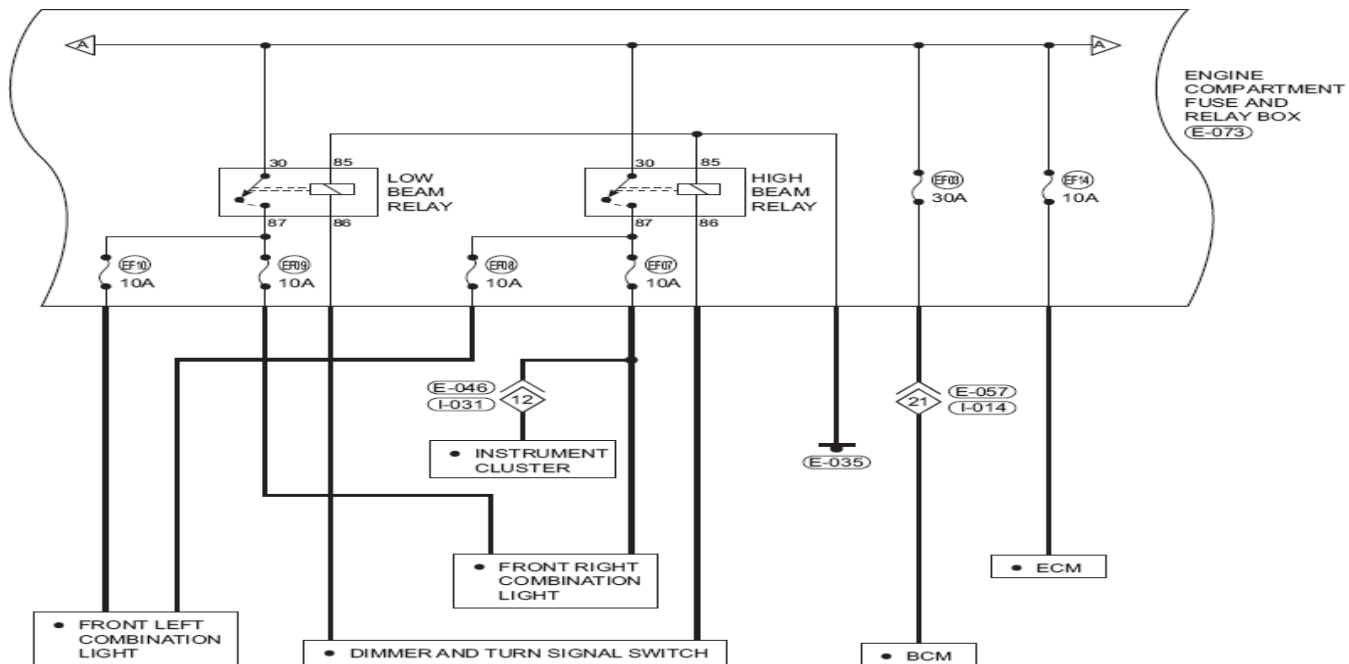 A
A
ENGINE
COMPARTMENT
FUSE AND
RELAY BOX
E-073
30
85
LOW
BEAM
RELAY
87
86
30
85
HIGH
BEAM
RELAY
87
86
EF03
30A
EF14
10A
EF10
10A
EF09
10A
EF08
10A
EF07
10A
E-046
I-031
12
E-057
I-014
21
INSTRUMENT
CLUSTER
E-035
FRONT RIGHT
COMBINATION
LIGHT
ECM
FRONT LEFT
COMBINATION
LIGHT
DIMMER AND TURN SIGNAL SWITCH
BCM